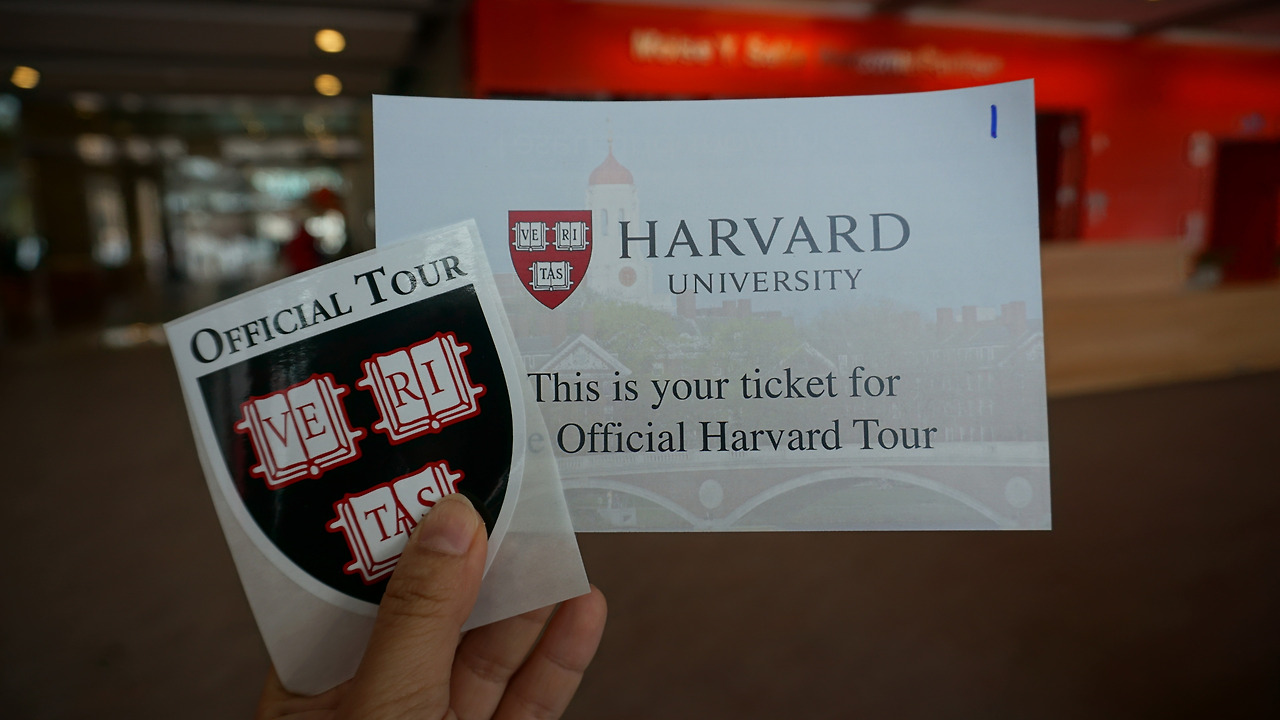 HARVARD
UNIVERSITY
VE RI
TAS
This is your ticket for
Official Harvard Tour
OFFICIAL TOUR
VE RI
TAS